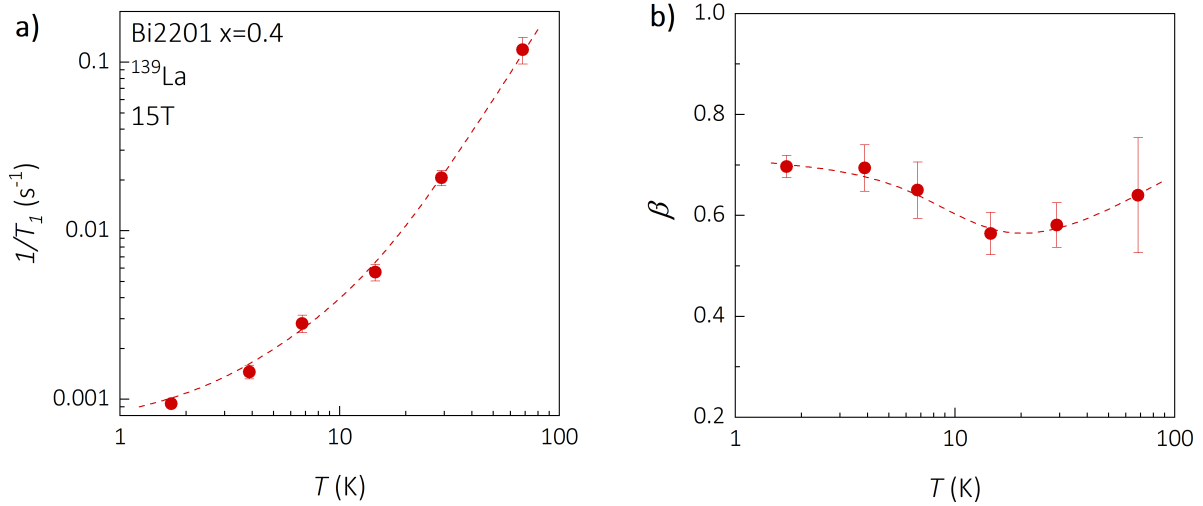 a)
Bi2201 x=0.4
¹³⁹La
15T
0.1
0.01
0.001
1/T₁ (s⁻¹)
1
10
100
T (K)
b)
1.0
0.8
0.6
0.4
0.2
β
1
10
100
T (K)